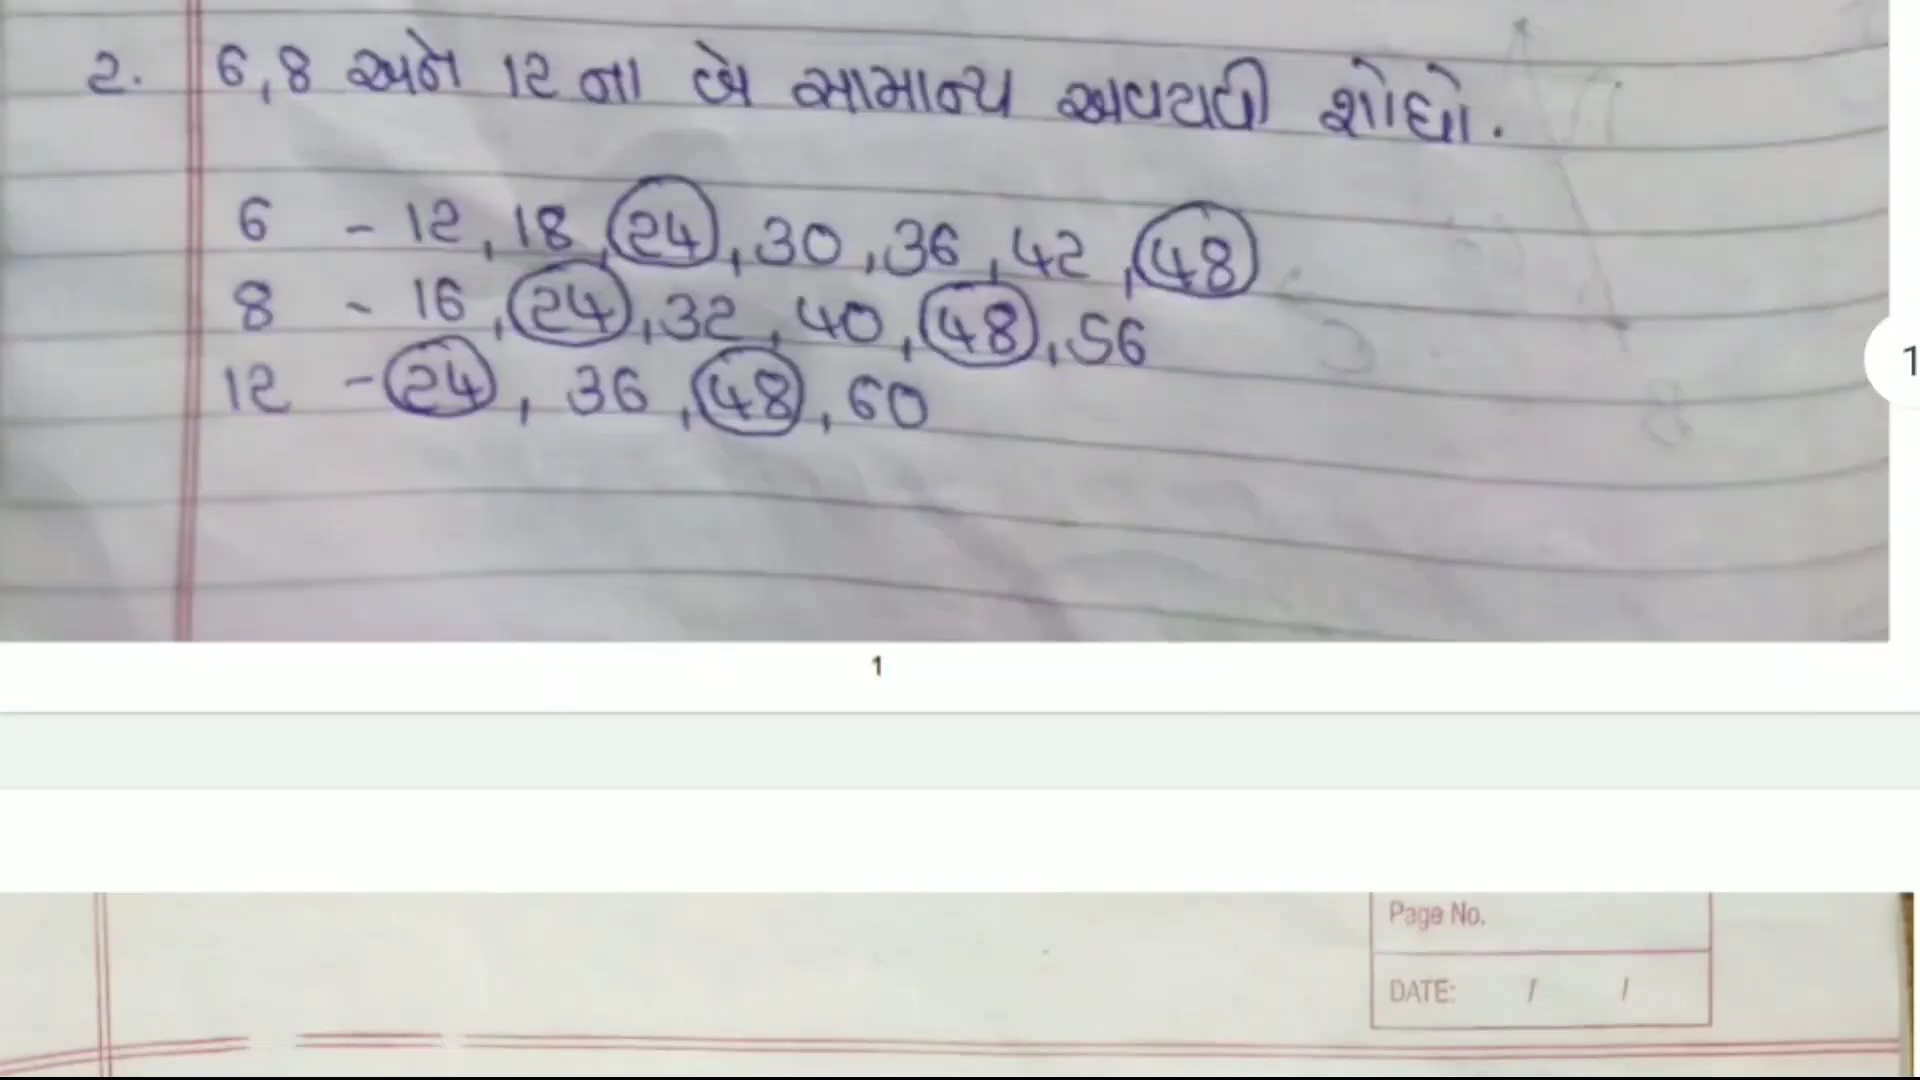 2. 6,8 અને 12 ના બે સામાન્ય અવયવી શોધો.
6 - 12, 18, 24, 30, 36, 42, 48
8 - 16, 24, 32, 40, 48, 56
12 - 24, 36, 48, 60
1
1
Page No.
DATE: / /